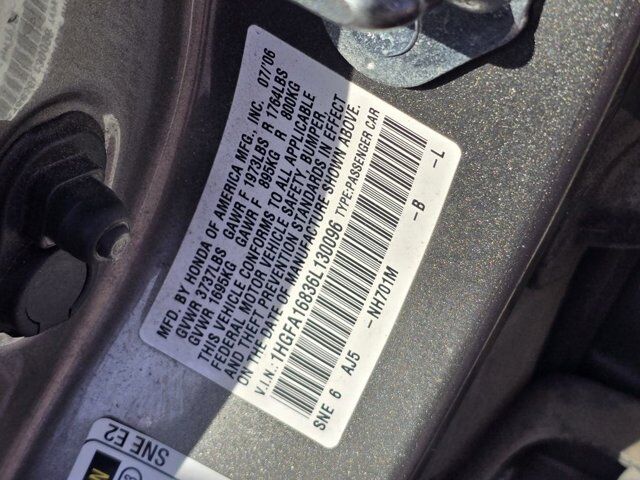 MFD. BY HONDA OF AMERICA MFG., INC. 07/06
GVWR 3737LBS GAWR F 1973LBS R 1764LBS
GVWR 1695KG GAWR F 895KG R 800KG
THIS VEHICLE CONFORMS TO ALL APPLICABLE
FEDERAL MOTOR VEHICLE SAFETY, BUMPER,
AND THEFT PREVENTION STANDARDS IN EFFECT
ON THE DATE OF MANUFACTURE SHOWN ABOVE.
V.I.N.: 1HGFA16836L130096 TYPE:PASSENGER CAR
SNE 6 AJ5 -NH701M -B -L
SNE E2